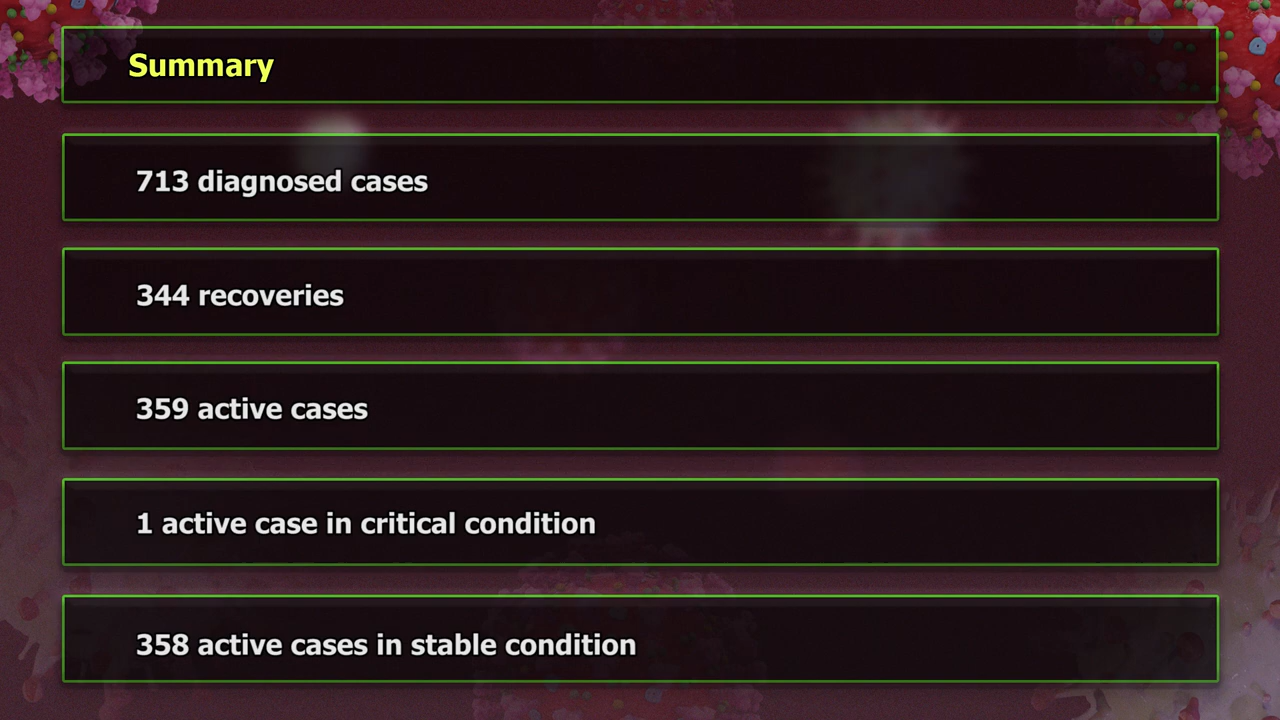 Summary
713 diagnosed cases
344 recoveries
359 active cases
1 active case in critical condition
358 active cases in stable condition